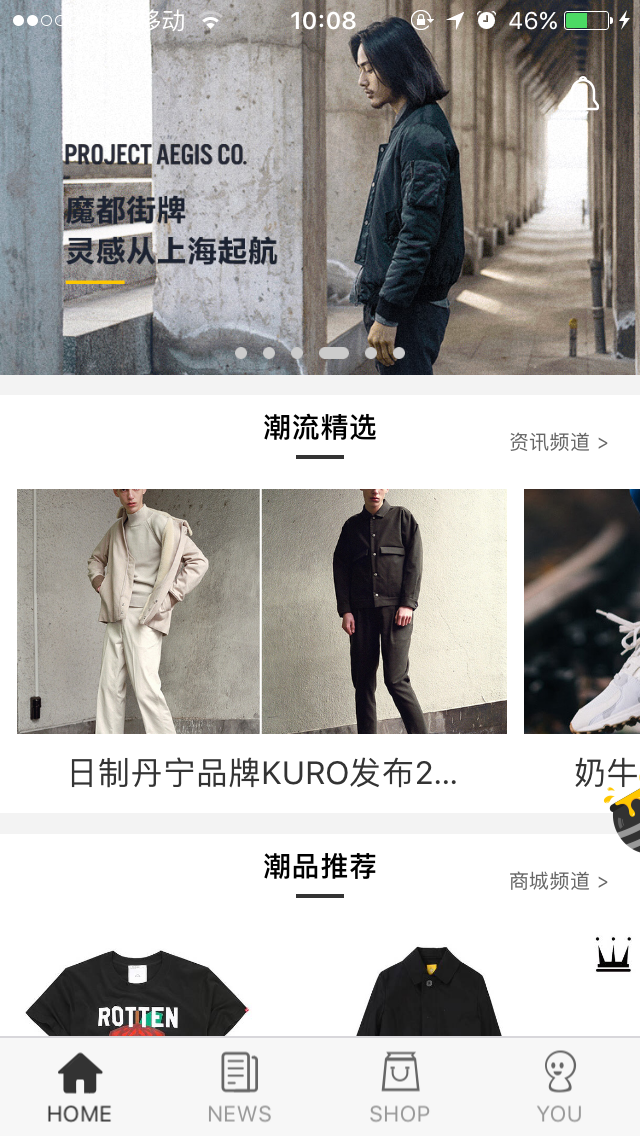 移动 10:08 46%
PROJECT AEGIS CO.
魔都街牌
灵感从上海起航
潮流精选
资讯频道 >
日制丹宁品牌KURO发布2...
奶牛
潮品推荐
商城频道 >
ROTTEN
HOME NEWS SHOP YOU